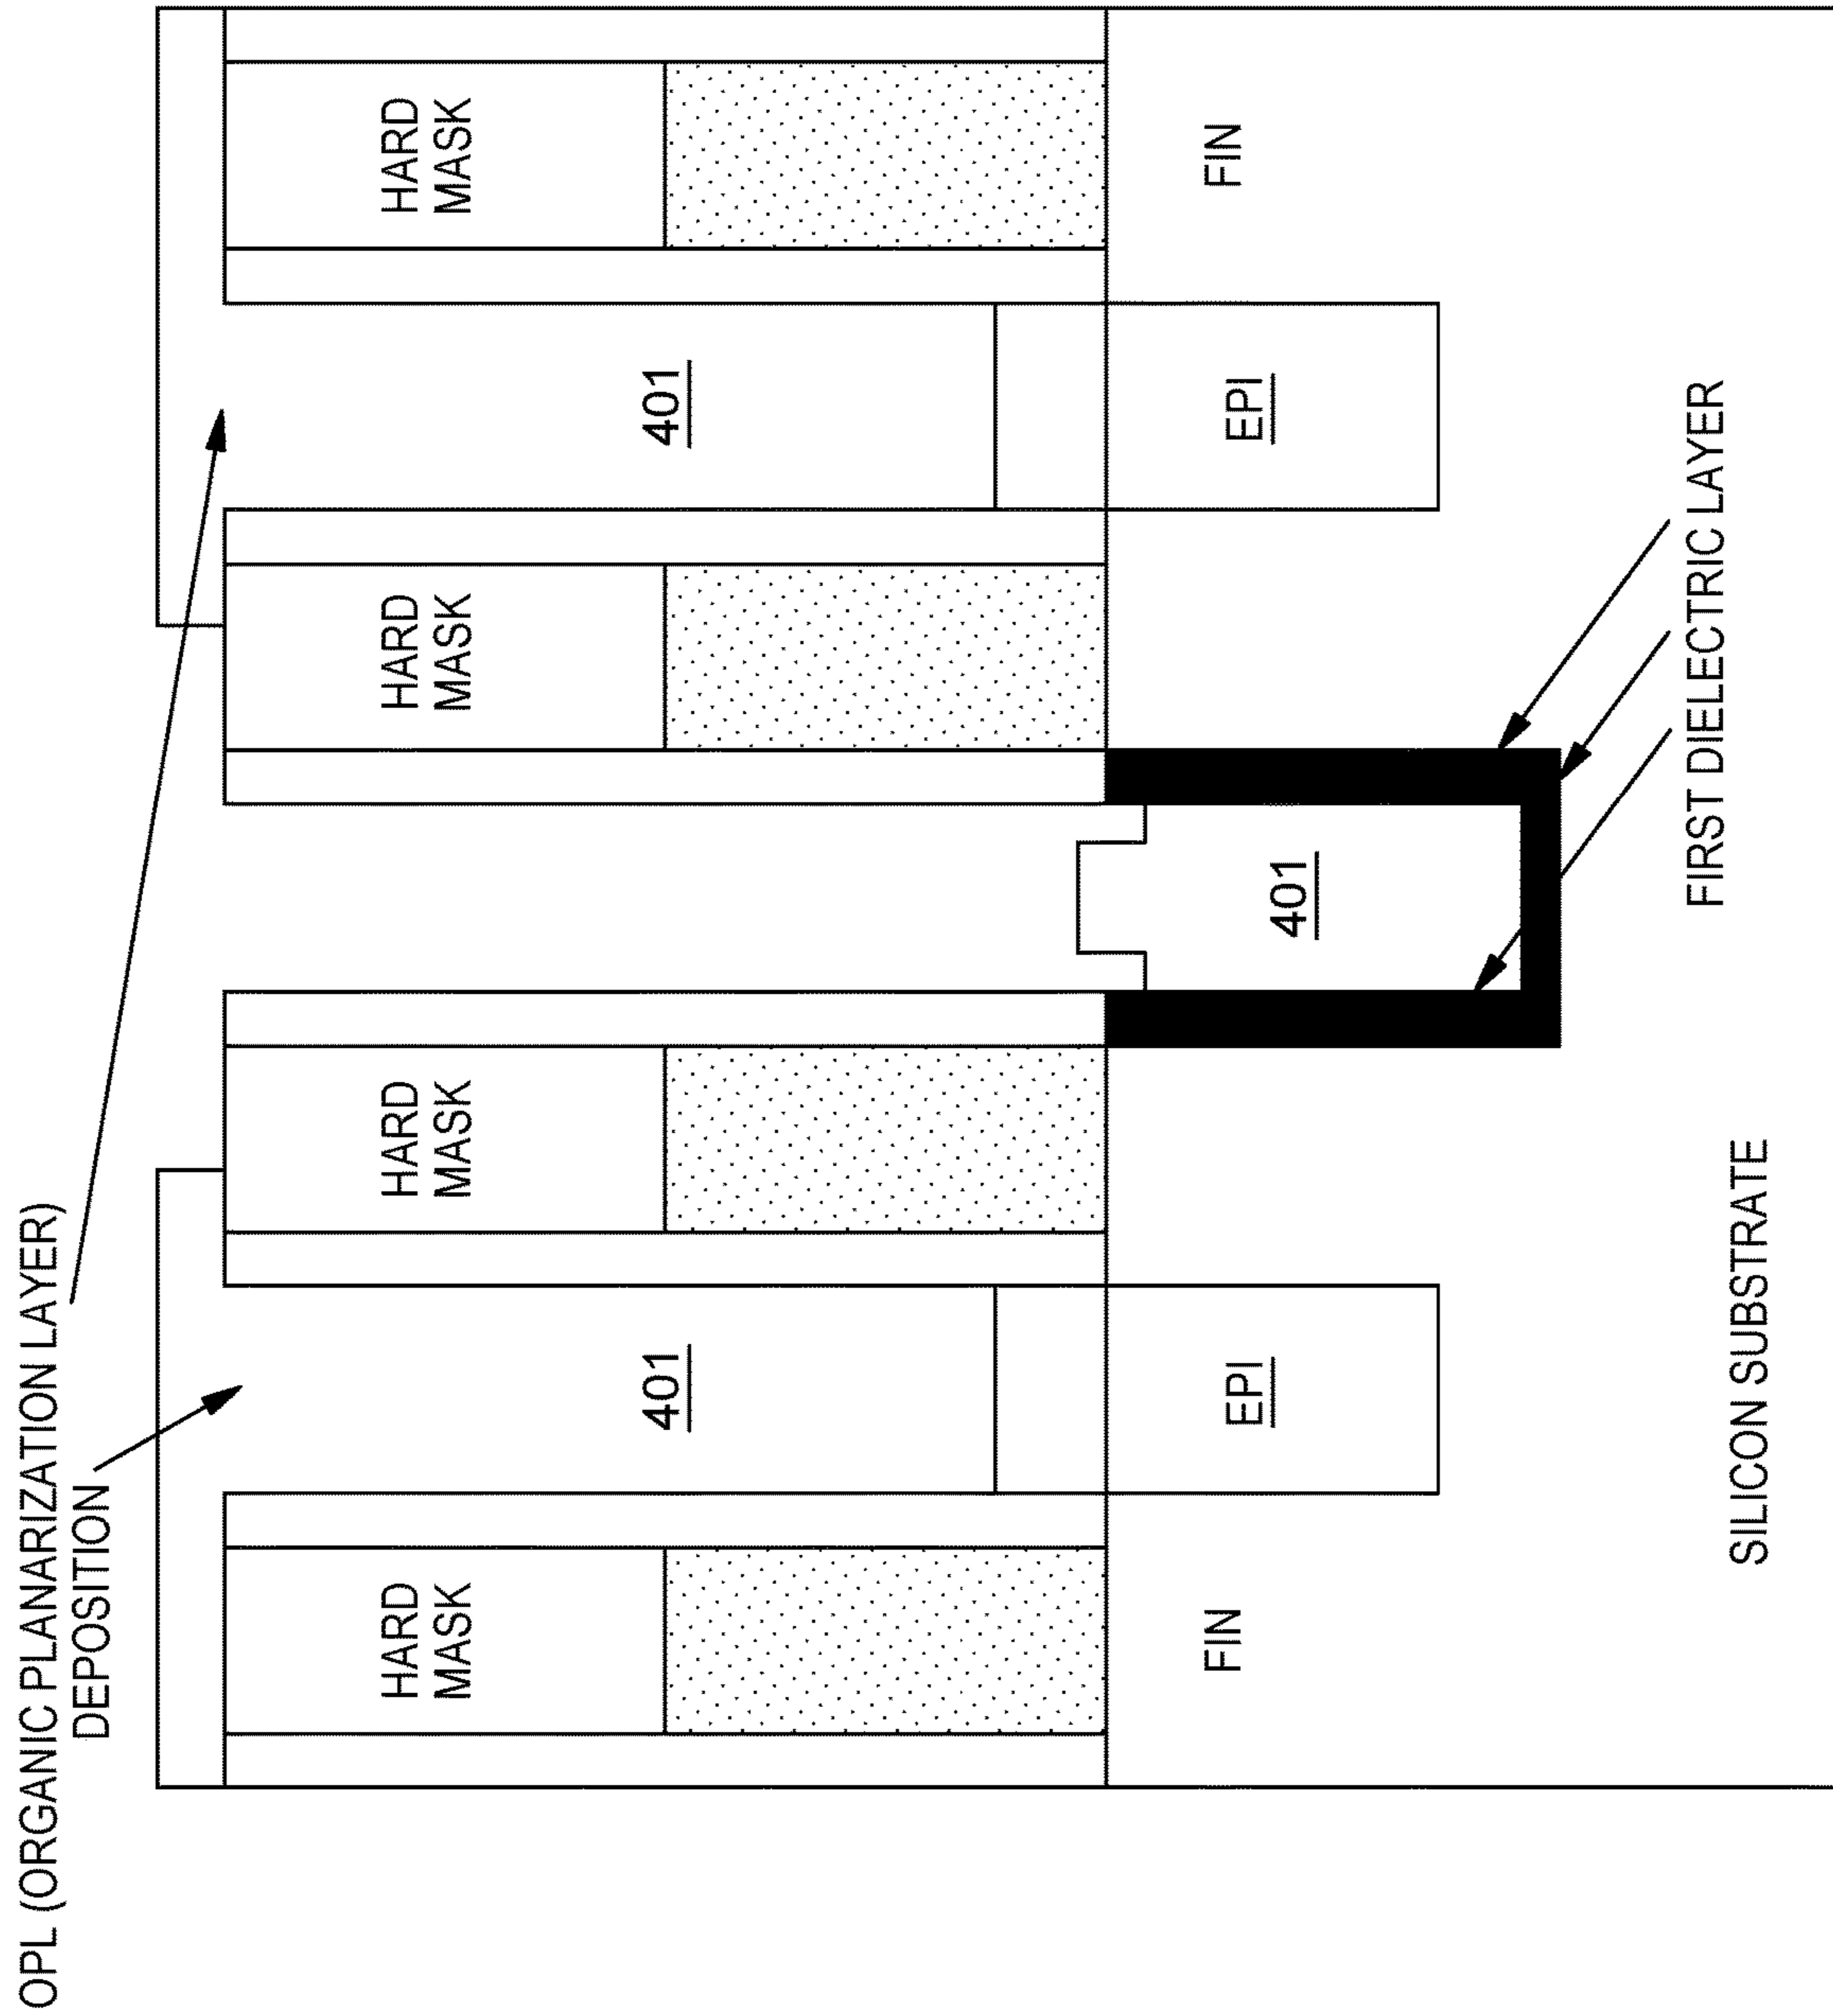 OPL (ORGANIC PLANARIZATION LAYER)
DEPOSITION
HARD
MASK
HARD
MASK
HARD
MASK
HARD
MASK
401
401
FIN
EPI
401
EPI
FIN
SILICON SUBSTRATE
FIRST DIELECTRIC LAYER